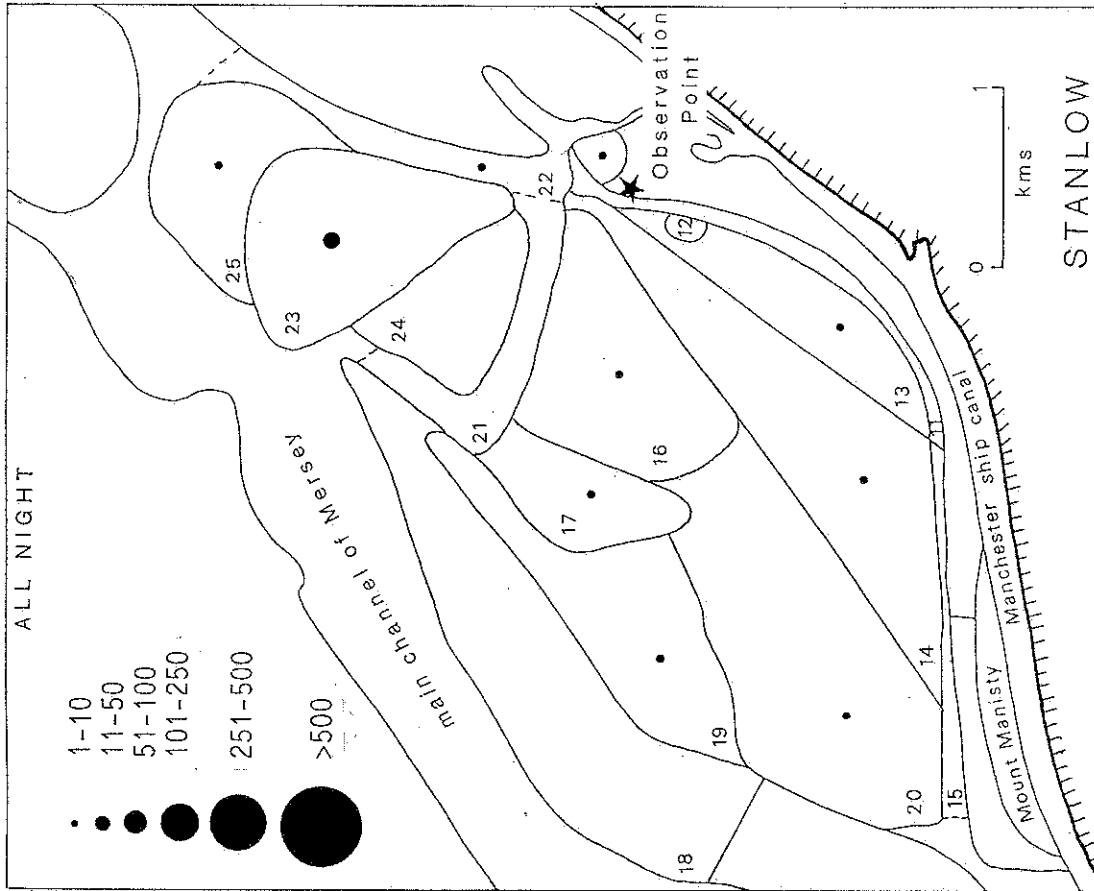 ALL NIGHT
1-10
11-50
51-100
101-250
251-500
>500
main channel of Mersey
25
23
24
22
21
17
16
12
13
11
14
19
18
20
15
Observation
Point
Mount Manisty
Manchester ship canal
0
1
kms
STANLOW